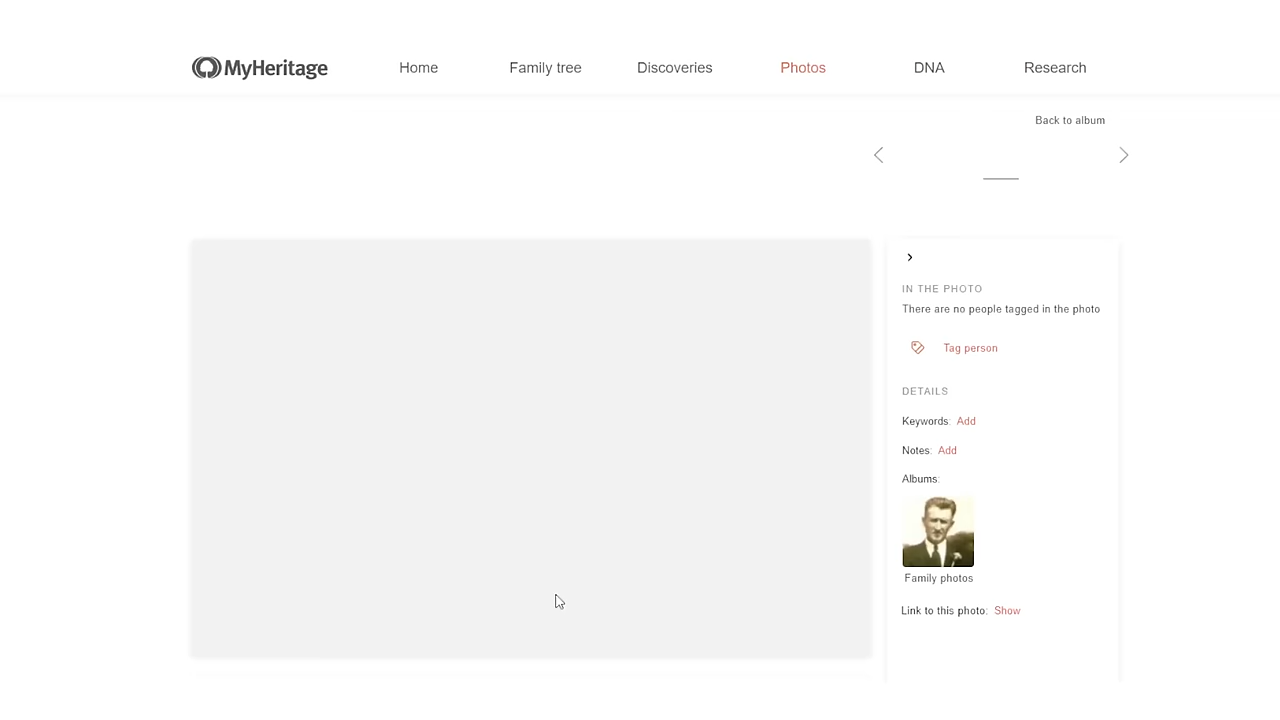 MyHeritage
Home
Family tree
Discoveries
Photos
DNA
Research
Back to album
IN THE PHOTO
There are no people tagged in the photo
Tag person
DETAILS
Keywords: Add
Notes: Add
Albums:
Family photos
Link to this photo: Show